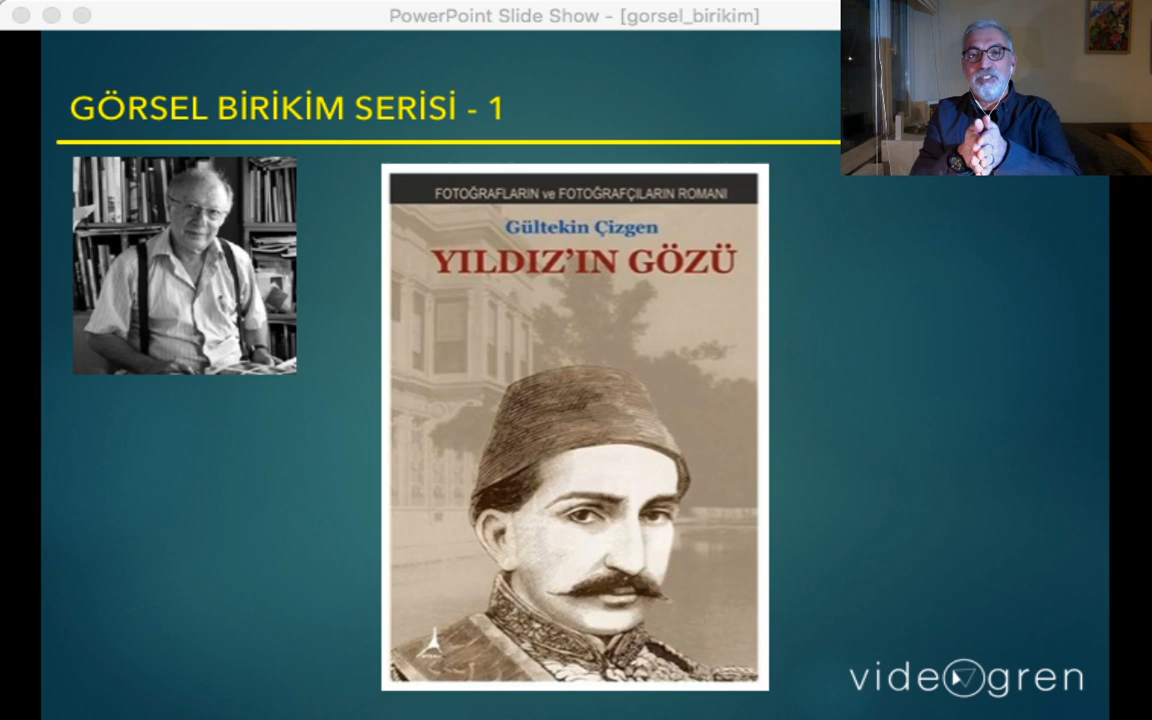 PowerPoint Slide Show - [gorsel_birikim]
GÖRSEL BİRİKİM SERİSİ - 1
FOTOĞRAFLARIN ve FOTOĞRAFÇILARIN ROMANI
Gültekin Çizgen
YILDIZ'IN GÖZÜ
videogren